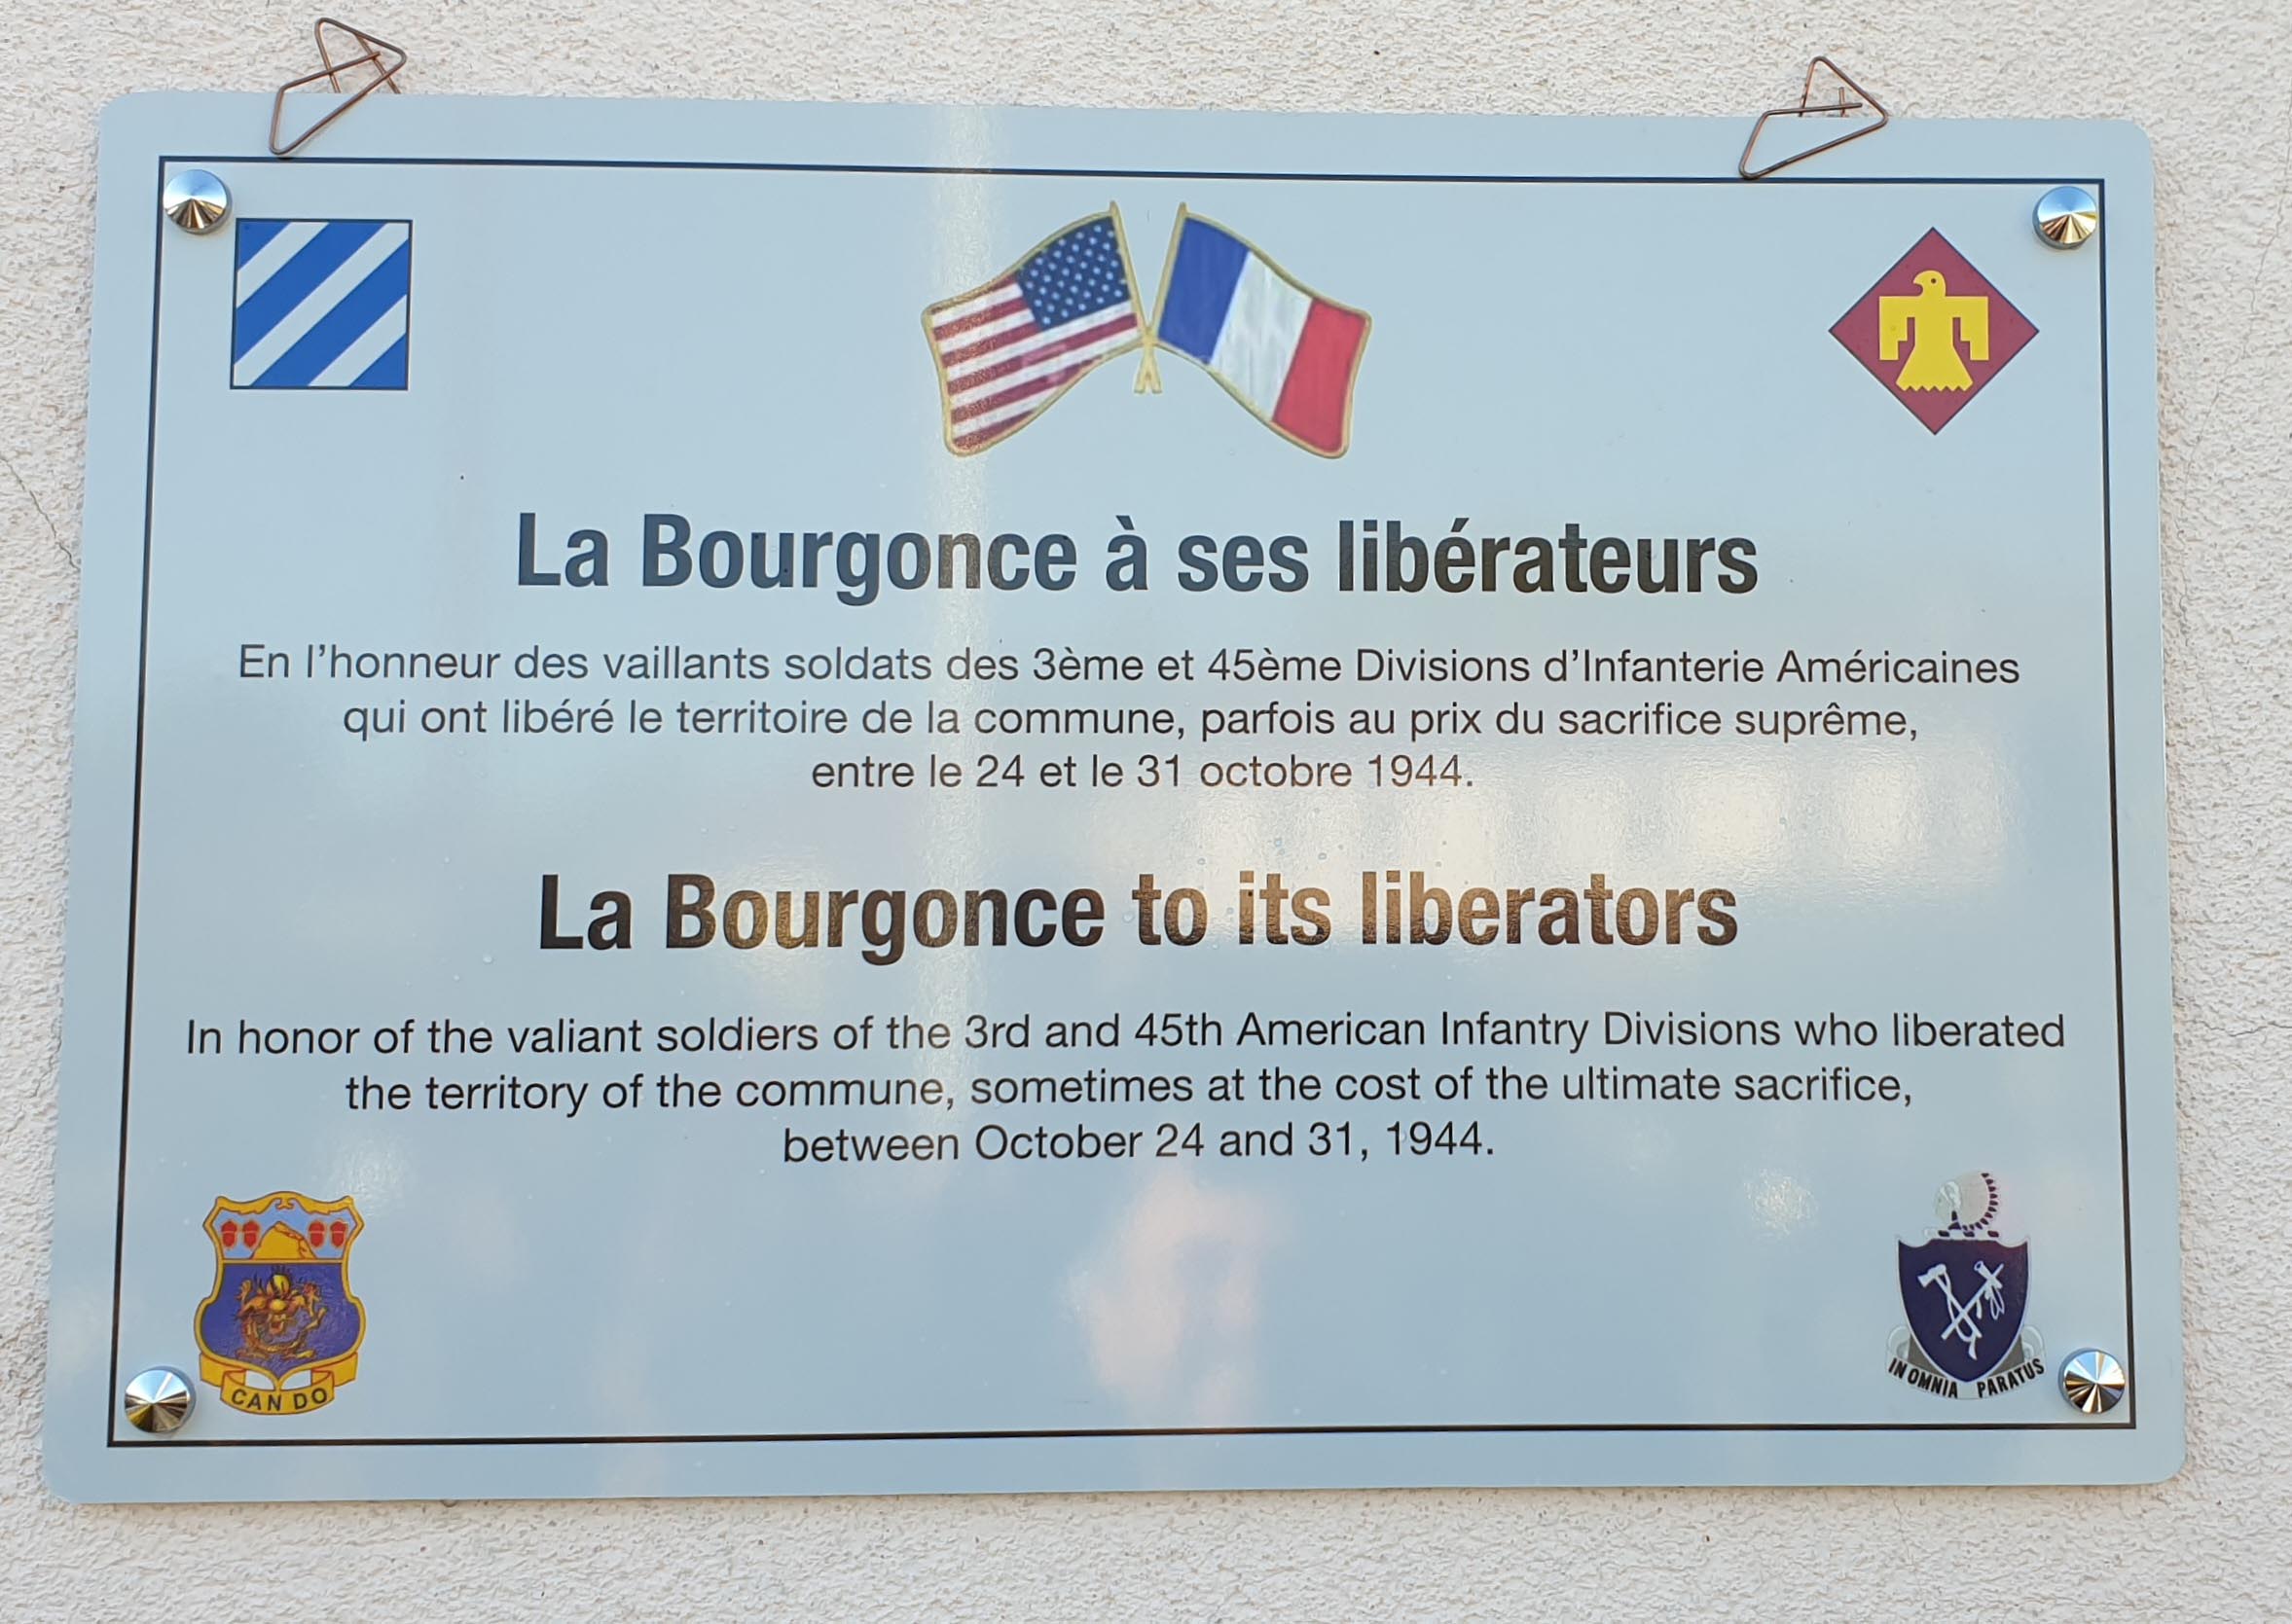 La Bourgonce à ses libérateurs
En l'honneur des vaillants soldats des 3ème et 45ème Divisions d'Infanterie Américaines
qui ont libéré le territoire de la commune, parfois au prix du sacrifice suprême,
entre le 24 et le 31 octobre 1944.
La Bourgonce to its liberators
In honor of the valiant soldiers of the 3rd and 45th American Infantry Divisions who liberated
the territory of the commune, sometimes at the cost of the ultimate sacrifice,
between October 24 and 31, 1944.
CAN DO
IN OMNIA PARATUS